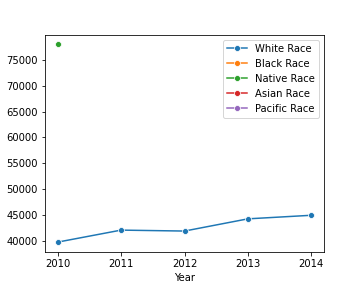 White Race
Black Race
Native Race
Asian Race
Pacific Race
75000
70000
65000
60000
55000
50000
45000
40000
2010 2011 2012 2013 2014
Year